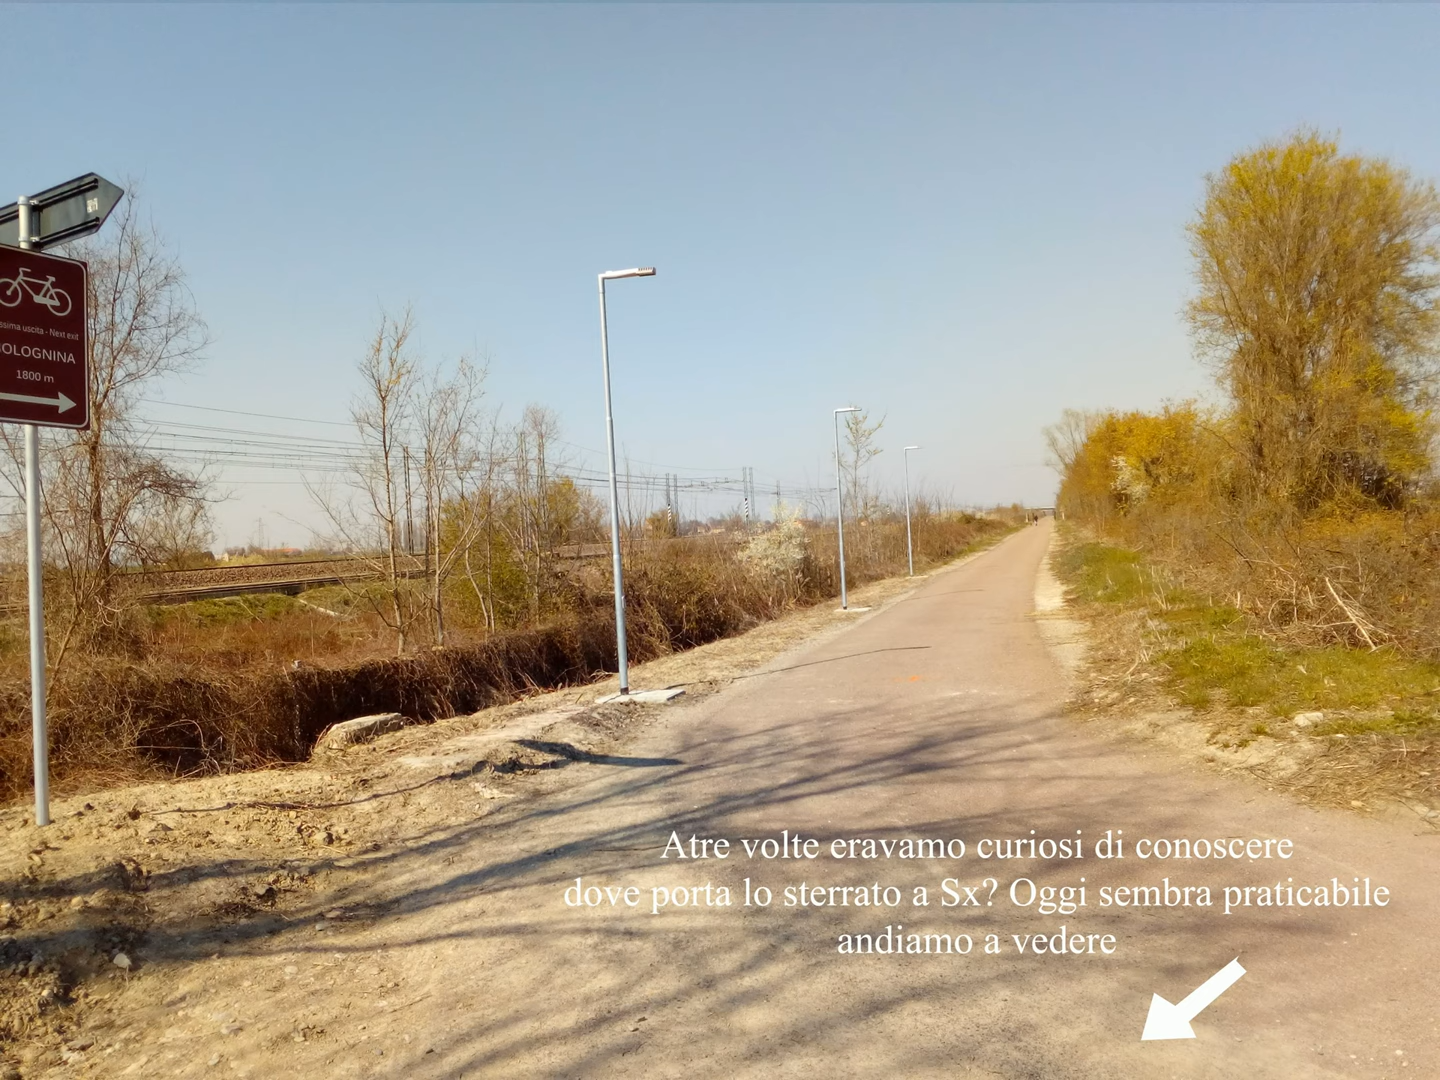 ssima uscita - Next exit
OLOGNINA
1800 m
Atre volte eravamo curiosi di conoscere
dove porta lo sterrato a Sx? Oggi sembra praticabile
andiamo a vedere